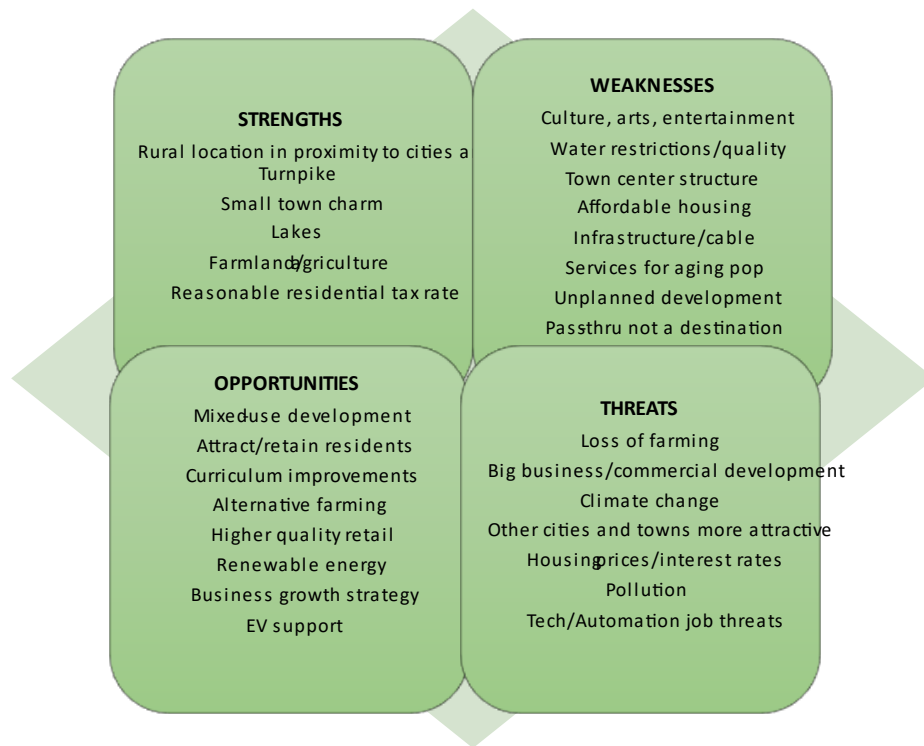 STRENGTHS
Rural location in proximity to cities a
Turnpike
Small town charm
Lakes
Farmland/agriculture
Reasonable residential tax rate
WEAKNESSES
Culture, arts, entertainment
Water restrictions/quality
Town center structure
Affordable housing
Infrastructure/cable
Services for aging pop
Unplanned development
Pass-thru not a destination
OPPORTUNITIES
Mixed-use development
Attract/retain residents
Curriculum improvements
Alternative farming
Higher quality retail
Renewable energy
Business growth strategy
EV support
THREATS
Loss of farming
Big business/commercial development
Climate change
Other cities and towns more attractive
Housing prices/interest rates
Pollution
Tech/Automation job threats